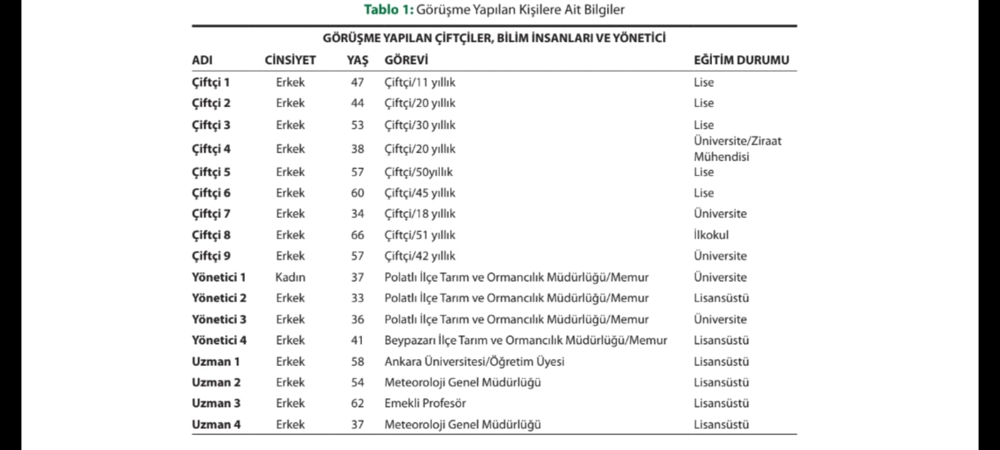 Tablo 1: Görüşme Yapılan Kişilere Ait Bilgiler
GÖRÜŞME YAPILAN ÇİFTÇİLER, BİLİM İNSANLARI VE YÖNETİCİ
ADI CİNSİYET YAŞ GÖREVİ EĞİTİM DURUMU
Çiftçi 1 Erkek 47 Çiftçi/11 yıllık Lise
Çiftçi 2 Erkek 44 Çiftçi/20 yıllık Lise
Çiftçi 3 Erkek 53 Çiftçi/30 yıllık Lise
Çiftçi 4 Erkek 38 Çiftçi/20 yıllık Üniversite/Ziraat
Mühendisi
Çiftçi 5 Erkek 57 Çiftçi/50yıllık Lise
Çiftçi 6 Erkek 60 Çiftçi/45 yıllık Lise
Çiftçi 7 Erkek 34 Çiftçi/18 yıllık Üniversite
Çiftçi 8 Erkek 66 Çiftçi/51 yıllık İlkokul
Çiftçi 9 Erkek 57 Çiftçi/42 yıllık Üniversite
Yönetici 1 Kadın 37 Polatlı İlçe Tarım ve Ormancılık Müdürlüğü/Memur Üniversite
Yönetici 2 Erkek 33 Polatlı İlçe Tarım ve Ormancılık Müdürlüğü/Memur Lisansüstü
Yönetici 3 Erkek 36 Polatlı İlçe Tarım ve Ormancılık Müdürlüğü/Memur Üniversite
Yönetici 4 Erkek 41 Beypazarı İlçe Tarım ve Ormancılık Müdürlüğü/Memur Lisansüstü
Uzman 1 Erkek 58 Ankara Üniversitesi/Öğretim Üyesi Lisansüstü
Uzman 2 Erkek 54 Meteoroloji Genel Müdürlüğü Lisansüstü
Uzman 3 Erkek 62 Emekli Profesör Lisansüstü
Uzman 4 Erkek 37 Meteoroloji Genel Müdürlüğü Lisansüstü